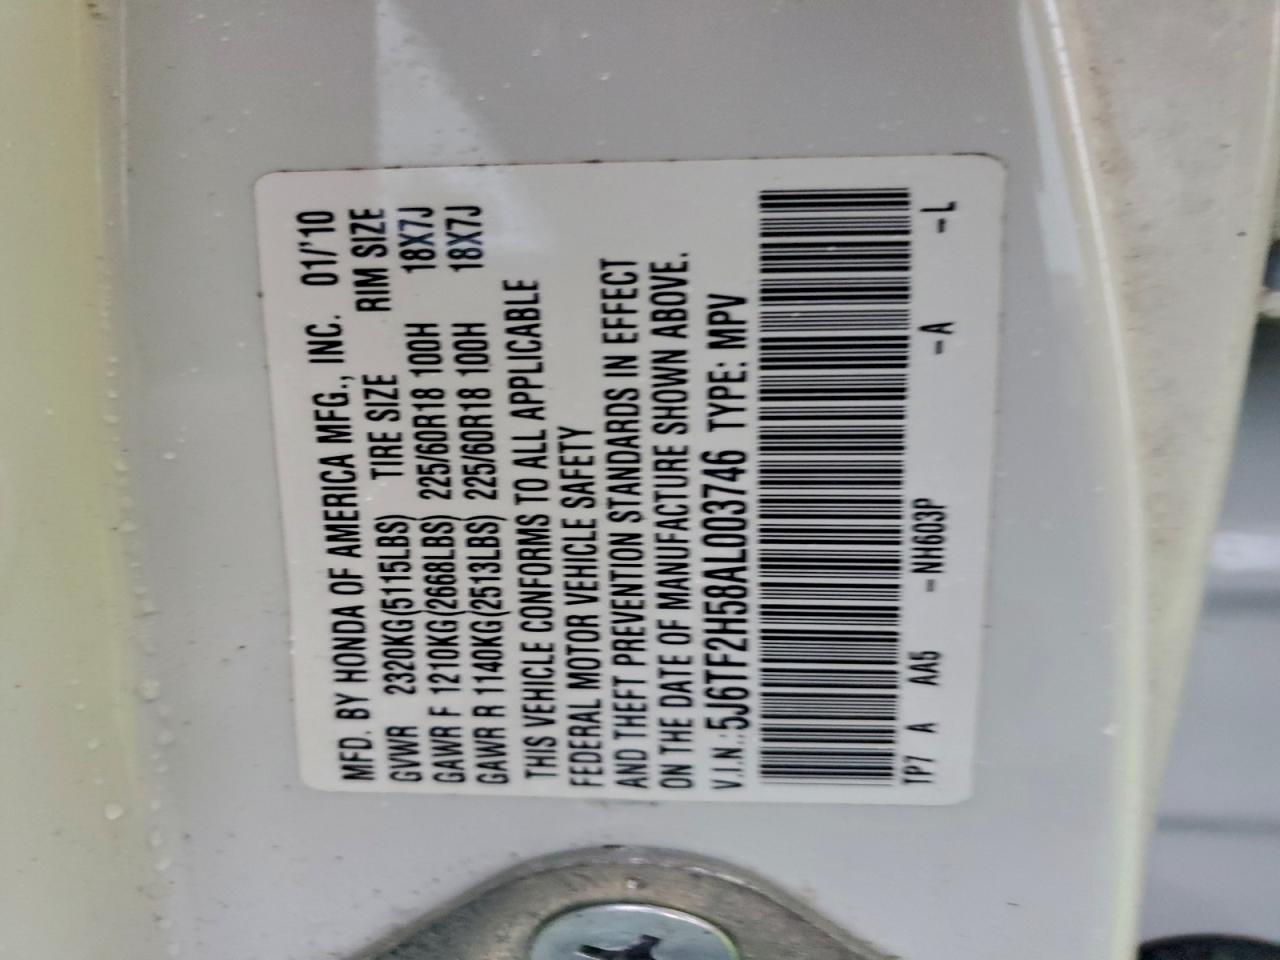 MFD. BY HONDA OF AMERICA MFG., INC. 01/'10
GVWR 2320KG(5115LBS) TIRE SIZE RIM SIZE
GAWR F 1210KG(2668LBS) 225/60R18 100H 18X7J
GAWR R 1140KG(2513LBS) 225/60R18 100H 18X7J
THIS VEHICLE CONFORMS TO ALL APPLICABLE
FEDERAL MOTOR VEHICLE SAFETY
AND THEFT PREVENTION STANDARDS IN EFFECT
ON THE DATE OF MANUFACTURE SHOWN ABOVE.
V.I.N.:5J6TF2H58AL003746 TYPE: MPV
TP7 A AA5 -NH603P -A -L